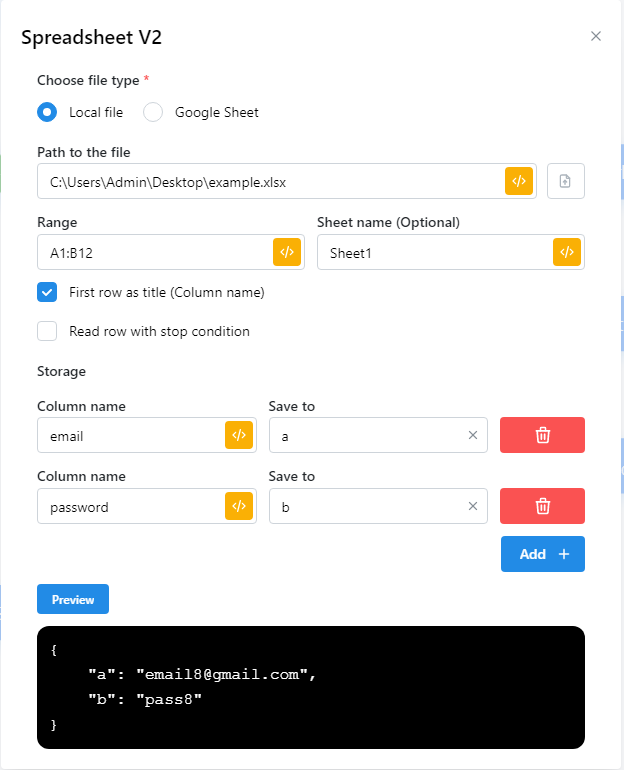 Spreadsheet V2
Choose file type *
Local file Google Sheet
Path to the file
C:\Users\Admin\Desktop\example.xlsx </>
Range Sheet name (Optional)
A1:B12 </> Sheet1 </>
First row as title (Column name)
Read row with stop condition
Storage
Column name Save to
email </> a
Column name Save to
password </> b
Add +
Preview
{
"a": "email8@gmail.com",
"b": "pass8"
}